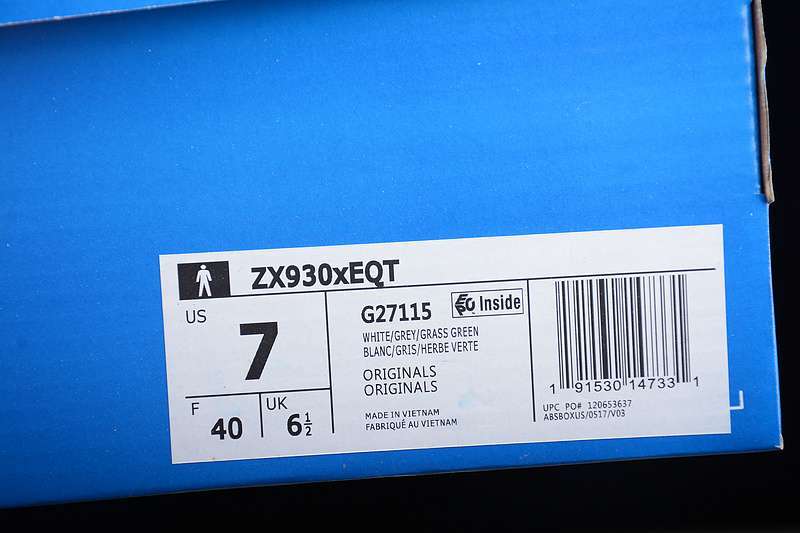 ZX930xEQT
US
7
F
40
UK
6½
G27115
Inside
WHITE/GREY/GRASS GREEN
BLANC/GRIS/HERBE VERTE
ORIGINALS
ORIGINALS
MADE IN VIETNAM
FABRIQUÉ AU VIETNAM
1 91530 14733 1
UPC PO# 120653637
ABSBOXUS/0517/V03